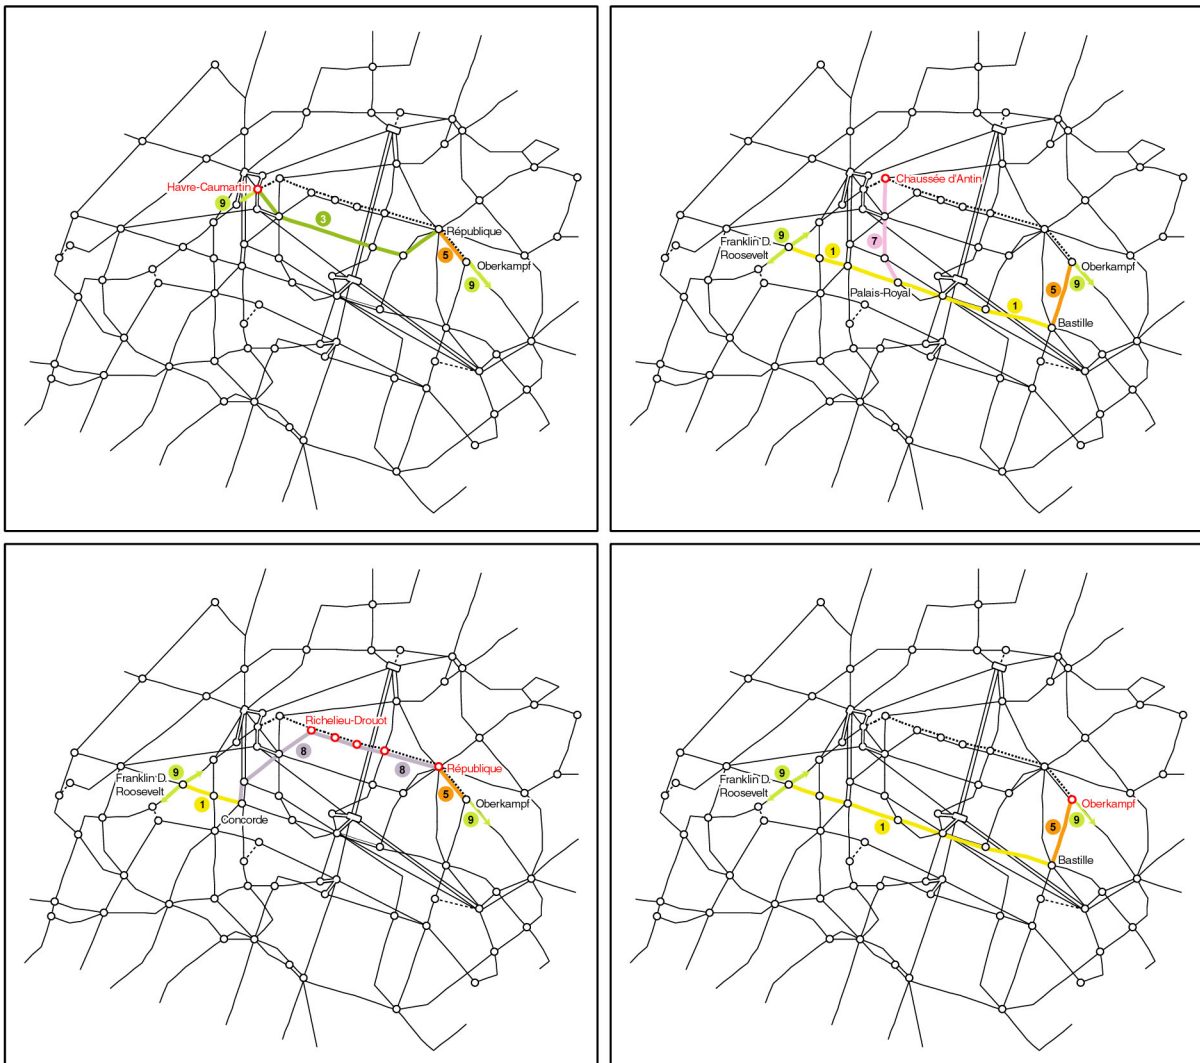 Havre-Caumartin
9
3
République
5
Oberkampf
9
Chaussée d'Antin
9
Franklin D.
Roosevelt
1
7
Palais-Royal
1
Oberkampf
9
5
Bastille
Richelieu-Drouot
8
8
République
9
Franklin D.
Roosevelt
1
Concorde
5
Oberkampf
9
9
Franklin D.
Roosevelt
1
Oberkampf
9
5
Bastille